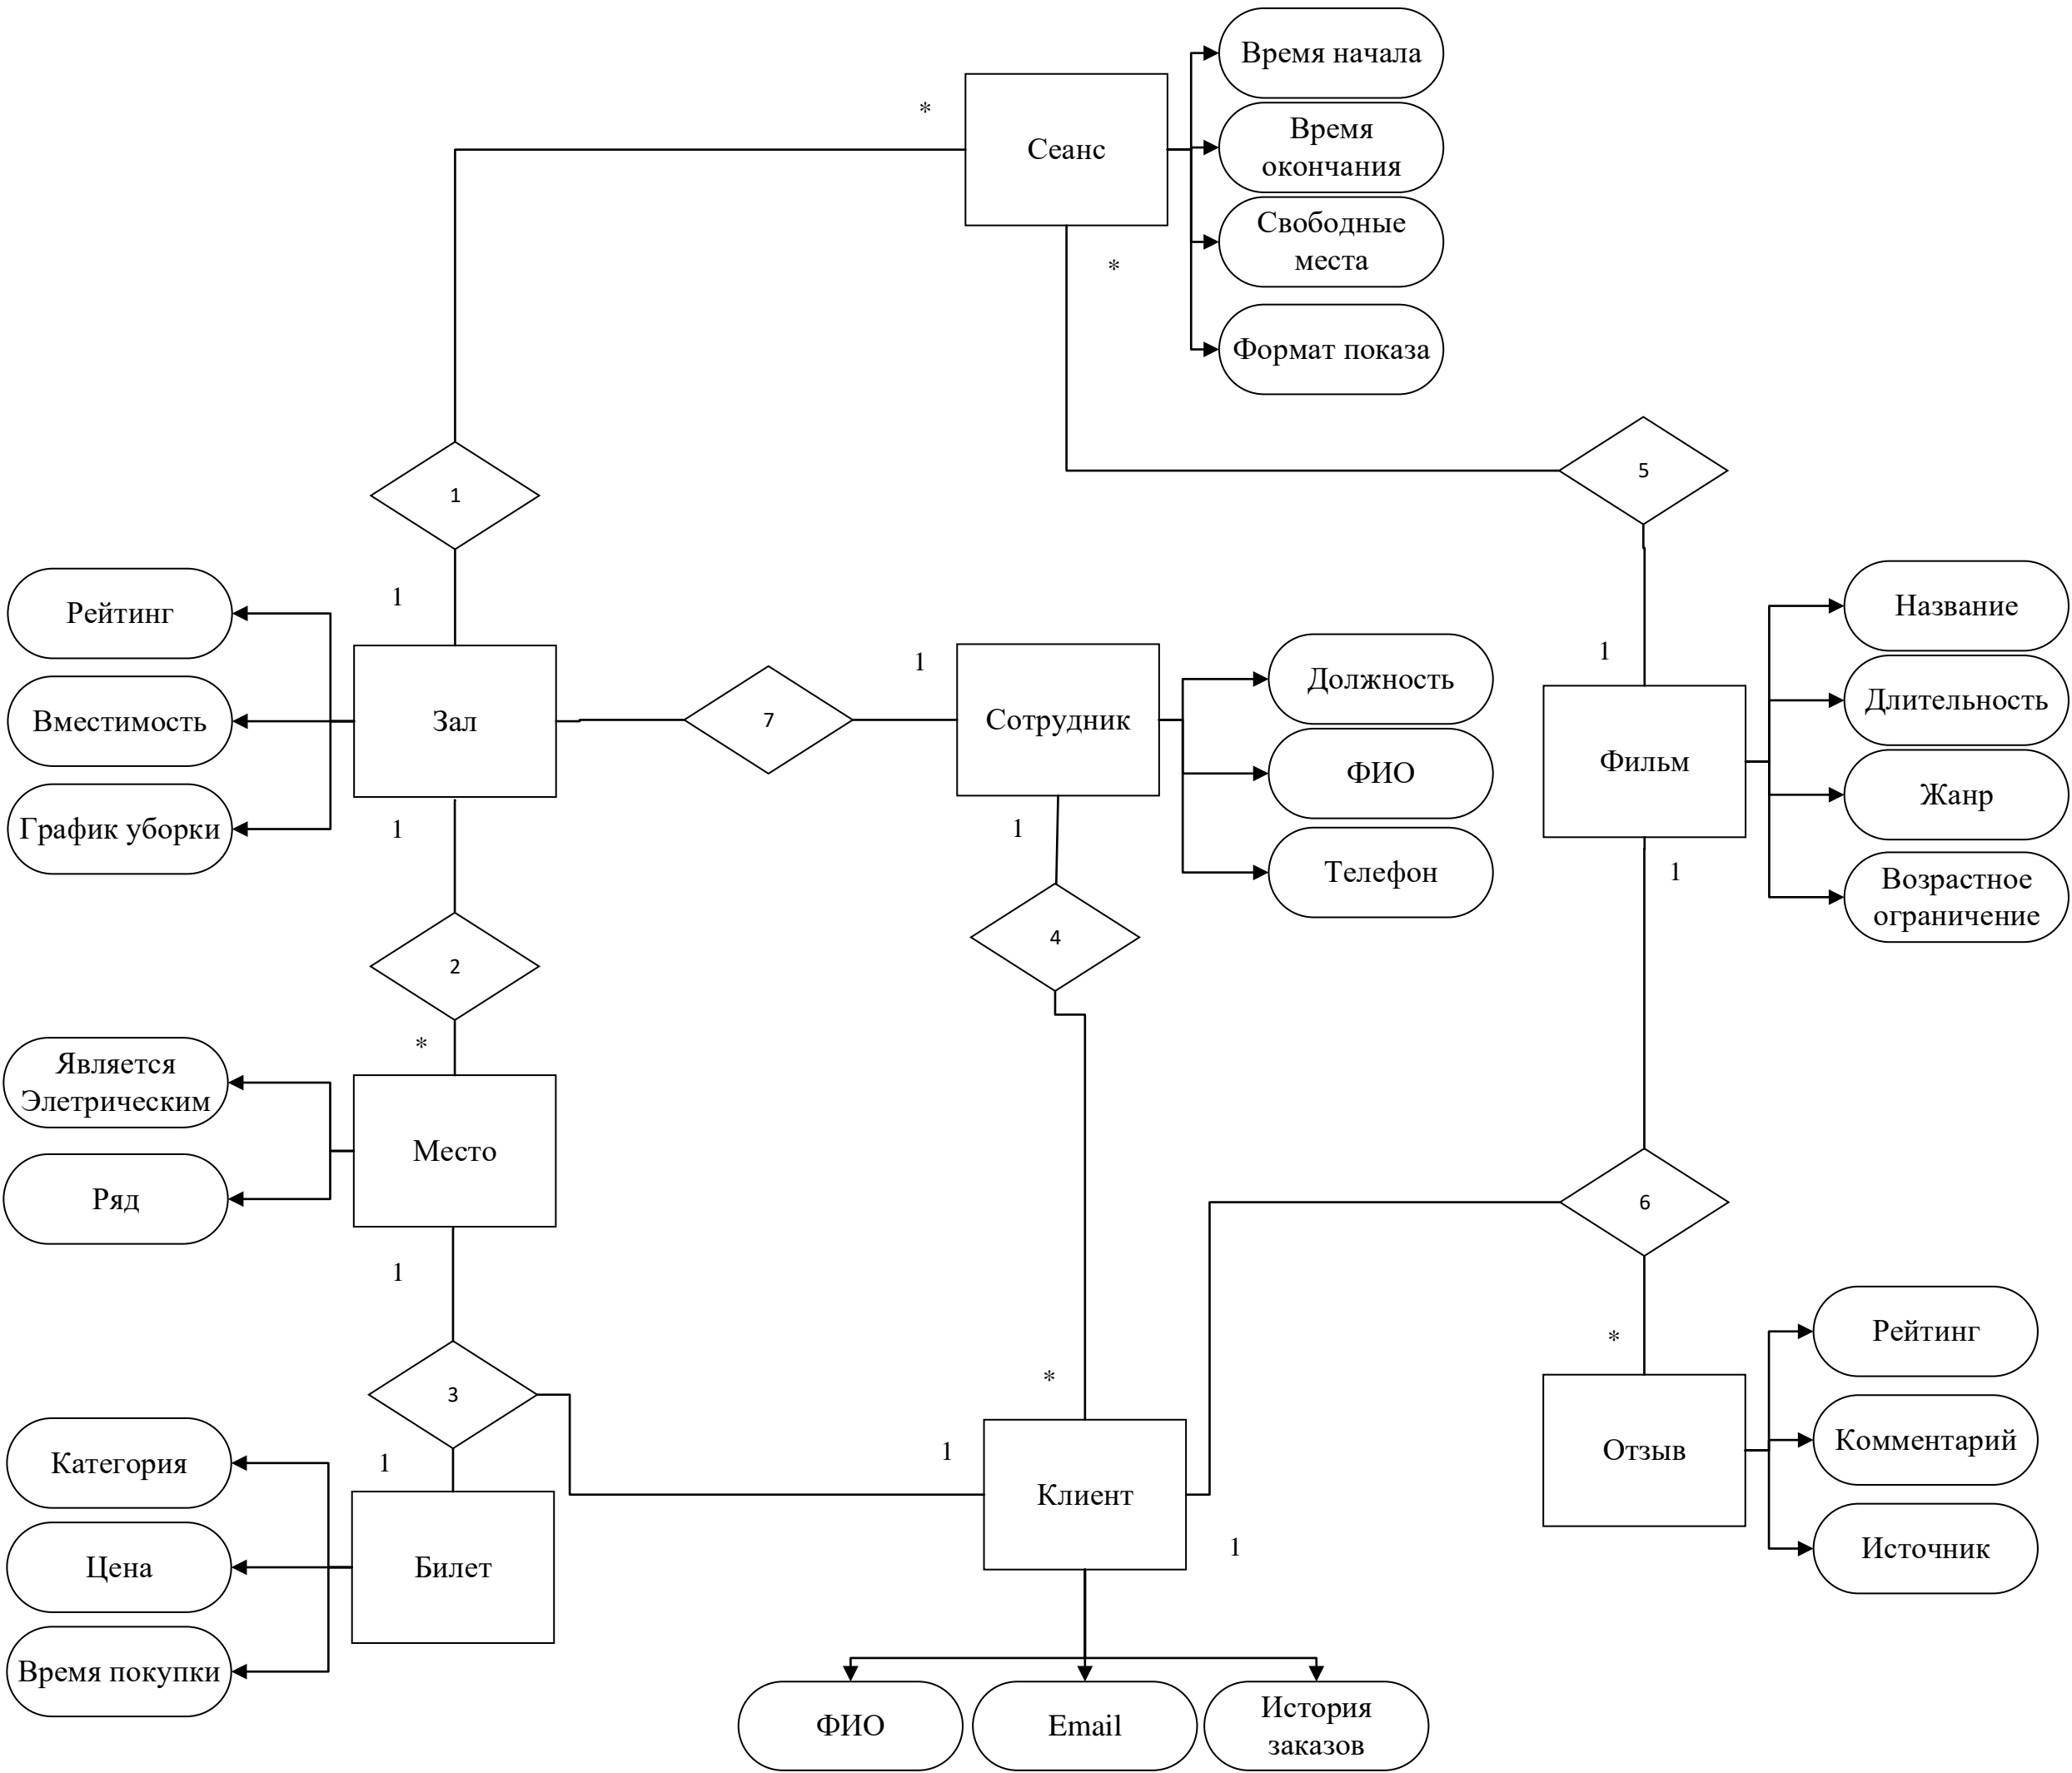 Время начала
*
Сеанс
Время
окончания
Свободные
места
*
Формат показа
5
1
Рейтинг
1
Название
1
1
Должность
Длительность
Вместимость
Зал
7
Сотрудник
Фильм
ФИО
Жанр
График уборки
1
1
Телефон
1
Возрастное
ограничение
4
2
*
Является
Элетрическим
Место
Ряд
6
1
Рейтинг
*
*
3
Категория
1
1
Комментарий
Отзыв
Клиент
Цена
Билет
1
Источник
Время покупки
ФИО
Email
История
заказов